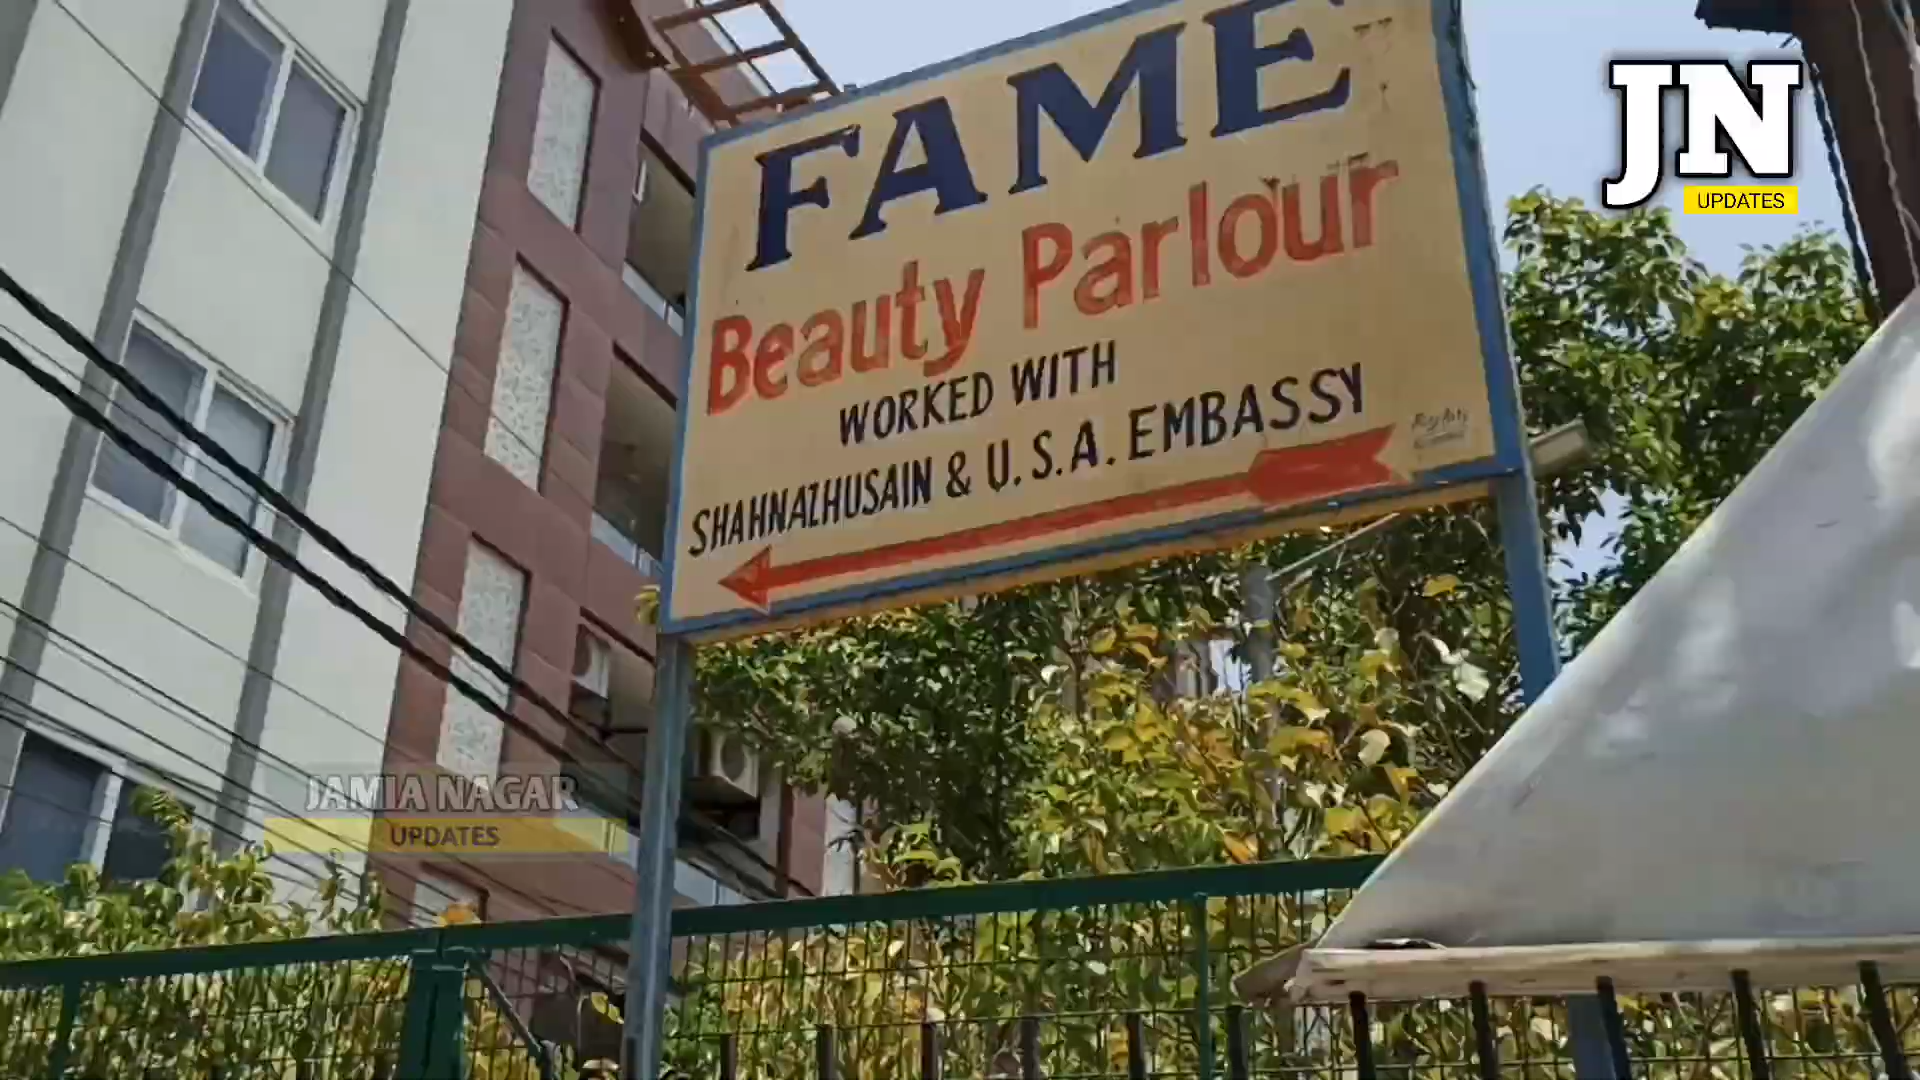 FAME
Beauty Parlour
WORKED WITH
SHAHNAZHUSAIN & U.S.A. EMBASSY
JN
UPDATES
JAMIA NAGAR
UPDATES